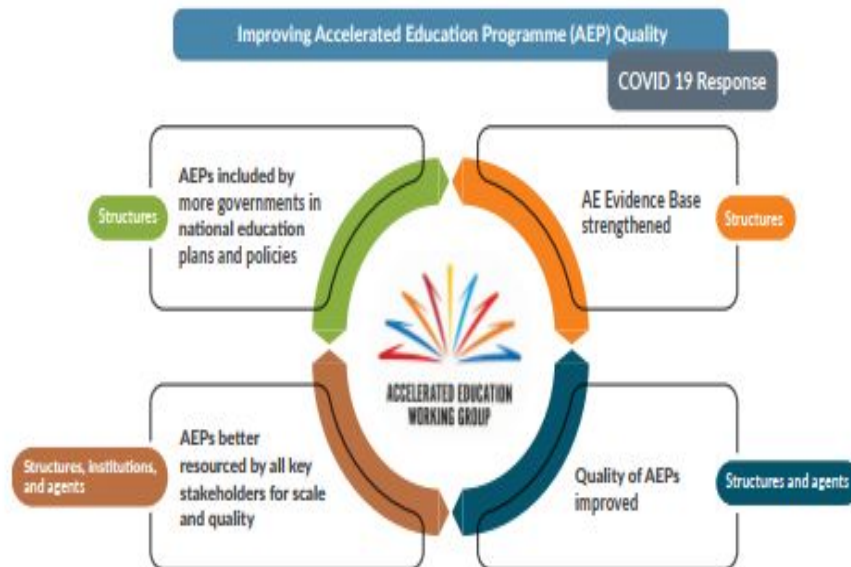 Improving Accelerated Education Programme (AEP) Quality
COVID 19 Response
Structures
AEPs included by
more governments in
national education
plans and policies
AE Evidence Base
strengthened
Structures
ACCELERATED EDUCATION
WORKING GROUP
Structures, institutions,
and agents
AEPs better
resourced by all key
stakeholders for scale
and quality
Quality of AEPs
improved
Structures and agents